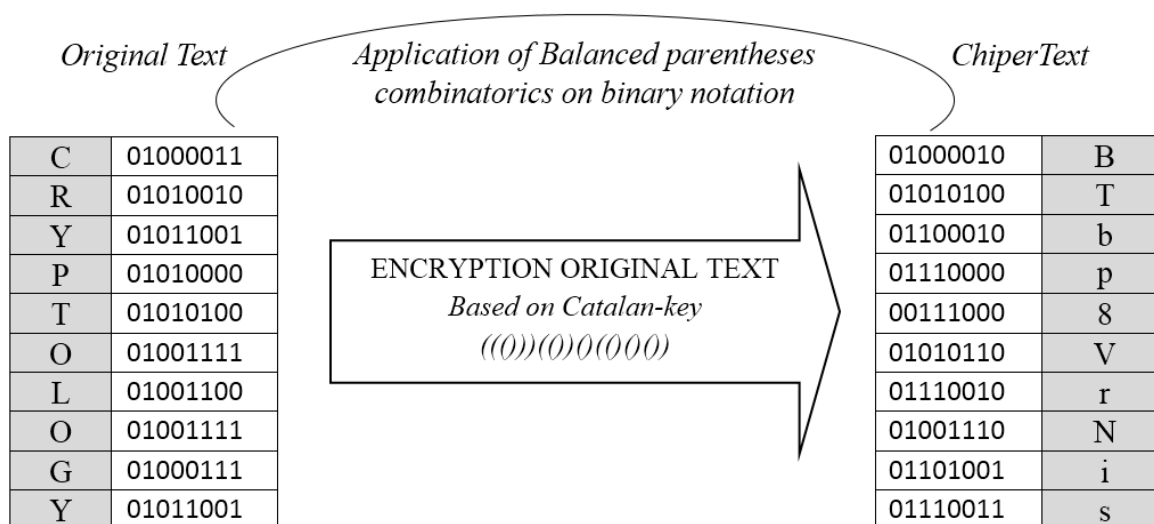 Original Text
Application of Balanced parentheses
combinatorics on binary notation
ChiperText
C 01000011
R 01010010
Y 01011001
P 01010000
T 01010100
O 01001111
L 01001100
O 01001111
G 01000111
Y 01011001
ENCRYPTION ORIGINAL TEXT
Based on Catalan-key
((()))(())()(()()())
01000010 B
01010100 T
01100010 b
01110000 p
00111000 8
01010110 V
01110010 r
01001110 N
01101001 i
01110011 s